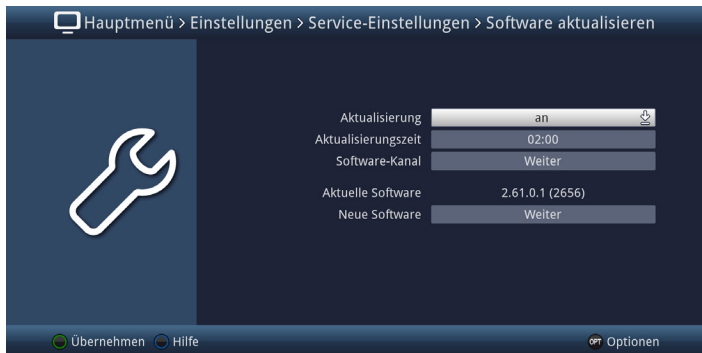 Hauptmenü > Einstellungen > Service-Einstellungen > Software aktualisieren
Aktualisierung an
Aktualisierungszeit 02:00
Software-Kanal Weiter
Aktuelle Software 2.61.0.1 (2656)
Neue Software Weiter
Übernehmen Hilfe OPT Optionen